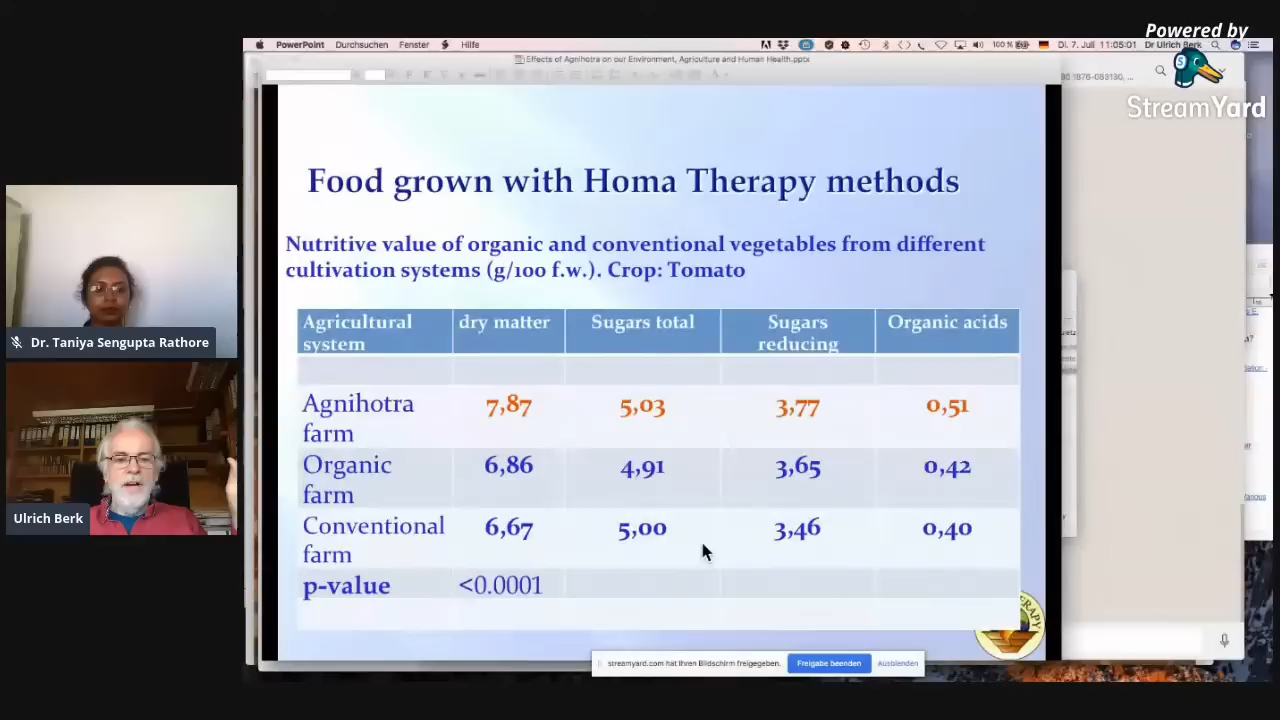 Powered by
StreamYard
PowerPoint Durchsuchen Fenster Hilfe
100 % Di. 7. Juli 11:05:01 Dr Ulrich Berk
Effects of Agnihotra on our Environment, Agriculture and Human Health.pptx
Food grown with Homa Therapy methods
Nutritive value of organic and conventional vegetables from different
cultivation systems (g/100 f.w.). Crop: Tomato
Agricultural system dry matter Sugars total Sugars reducing Organic acids
Agnihotra farm 7,87 5,03 3,77 0,51
Organic farm 6,86 4,91 3,65 0,42
Conventional farm 6,67 5,00 3,46 0,40
p-value <0.0001
Dr. Taniya Sengupta Rathore
Ulrich Berk
streamyard.com hat Ihren Bildschirm freigegeben. Freigabe beenden Ausblenden